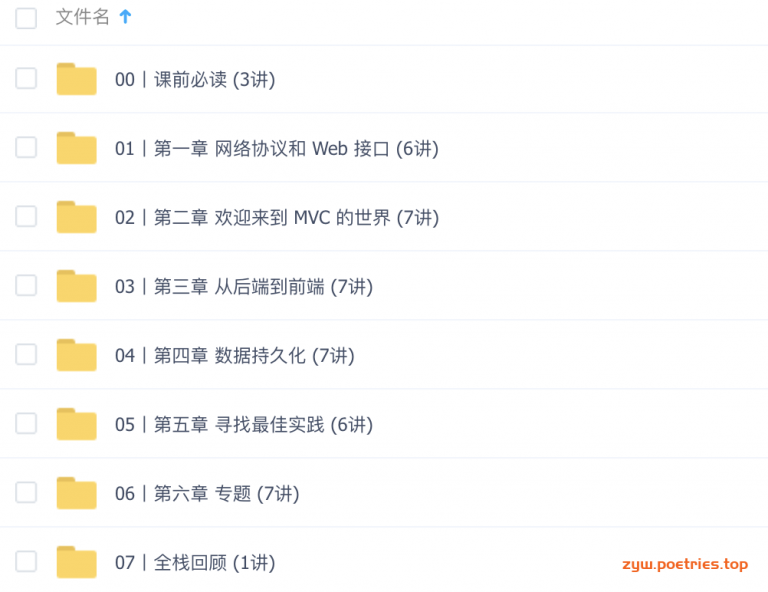 文件名
00丨课前必读 (3讲)
01丨第一章 网络协议和 Web 接口 (6讲)
02丨第二章 欢迎来到 MVC 的世界 (7讲)
03丨第三章 从后端到前端 (7讲)
04丨第四章 数据持久化 (7讲)
05丨第五章 寻找最佳实践 (6讲)
06丨第六章 专题 (7讲)
07丨全栈回顾 (1讲)
zyw.poetries.top